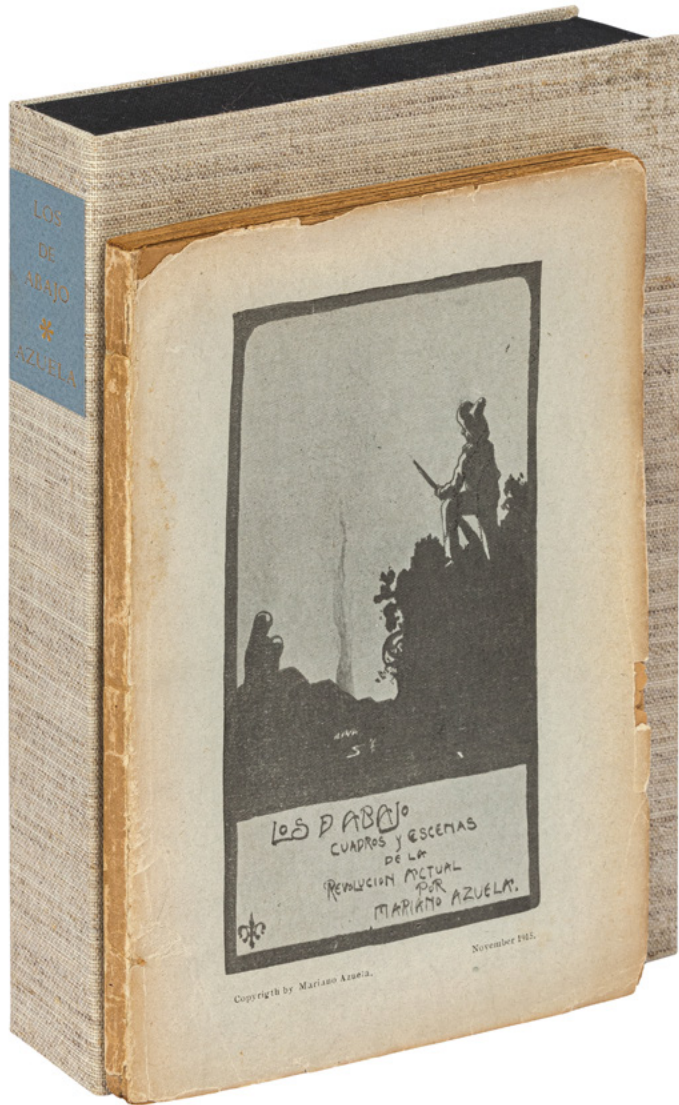 LOS
DE
ABAJO
AZUELA
LOS D ABAJO
CUADROS Y ESCENAS
DE LA
REVOLUCION ACTUAL
POR
MARIANO AZUELA.
Copyrigth by Mariano Azuela.
November 1915.